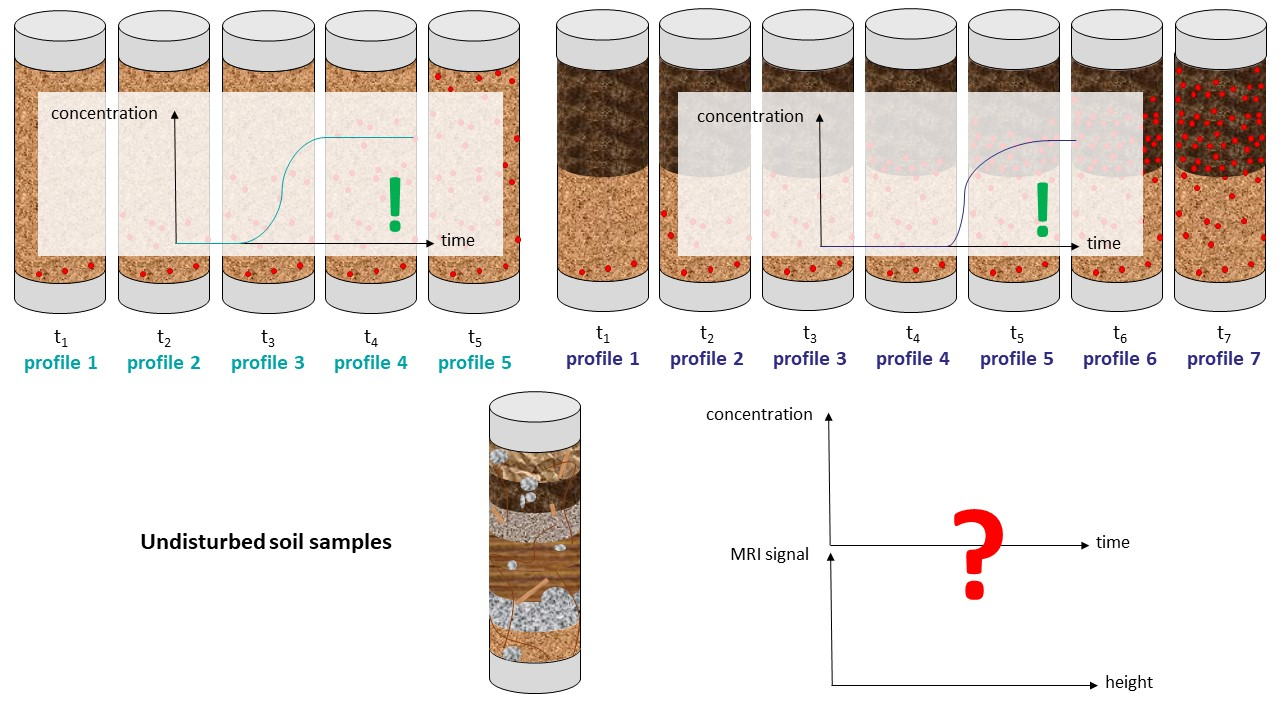 concentration
!
time
t₁ t₂ t₃ t₄ t₅
profile 1 profile 2 profile 3 profile 4 profile 5
concentration
!
time
t₁ t₂ t₃ t₄ t₅ t₆ t₇
profile 1 profile 2 profile 3 profile 4 profile 5 profile 6 profile 7
Undisturbed soil samples
concentration
?
time
MRI signal
height